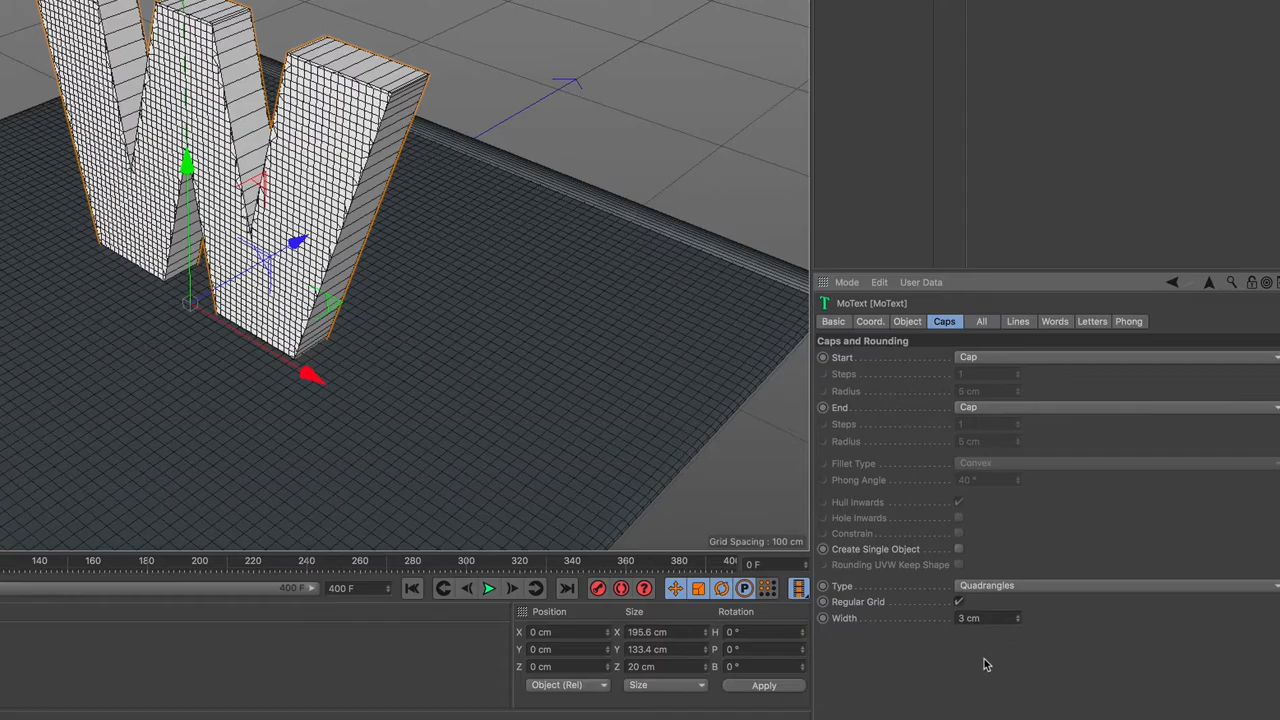 Grid Spacing : 100 cm
140 160 180 200 220 240 260 280 300 320 340 360 380 40
0 F
400 F 400 F
Position Size Rotation
X 0 cm X 195.6 cm H 0 °
Y 0 cm Y 133.4 cm P 0 °
Z 0 cm Z 20 cm B 0 °
Object (Rel) Size Apply
Mode Edit User Data
MoText [MoText]
Basic Coord. Object Caps All Lines Words Letters Phong
Caps and Rounding
Start Cap
Steps 1
Radius 5 cm
End Cap
Steps 1
Radius 5 cm
Fillet Type Convex
Phong Angle 40 °
Hull Inwards
Hole Inwards
Constrain
Create Single Object
Rounding UVW Keep Shape
Type Quadrangles
Regular Grid
Width 3 cm